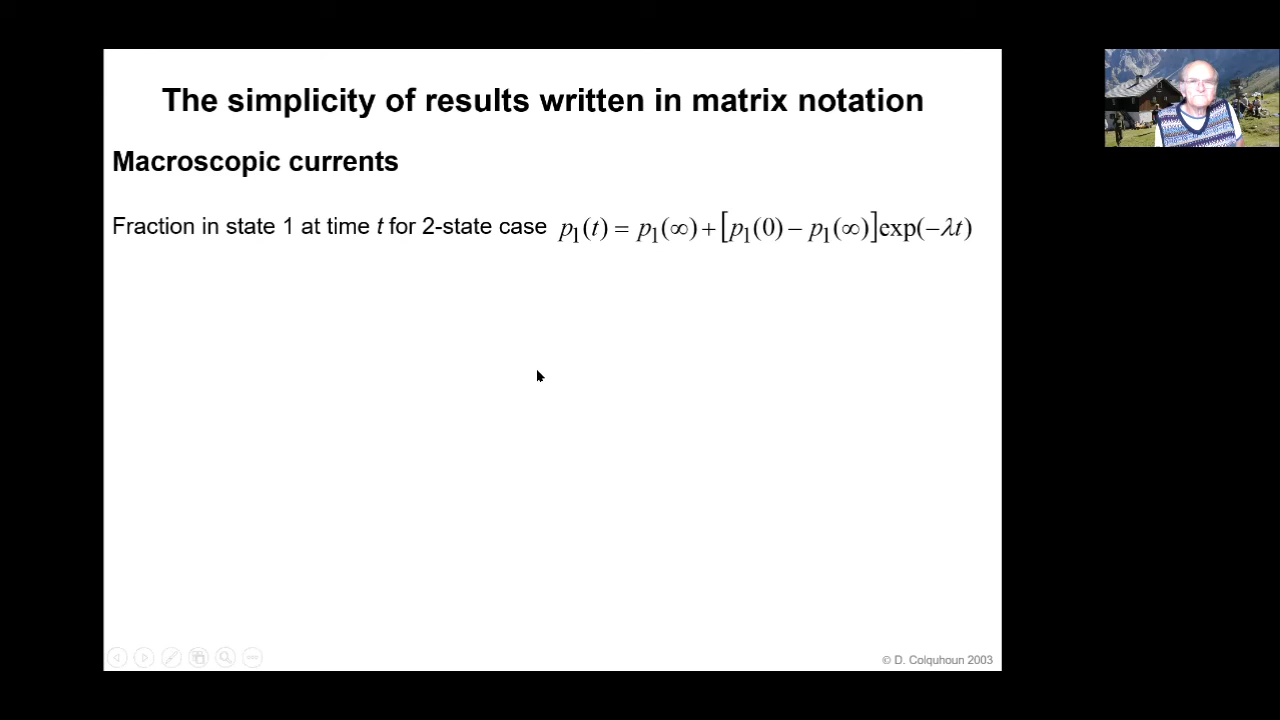 The simplicity of results written in matrix notation
Macroscopic currents
Fraction in state 1 at time t for 2-state case p₁(t) = p₁(∞) + [p₁(0) − p₁(∞)]exp(−λt)
© D. Colquhoun 2003